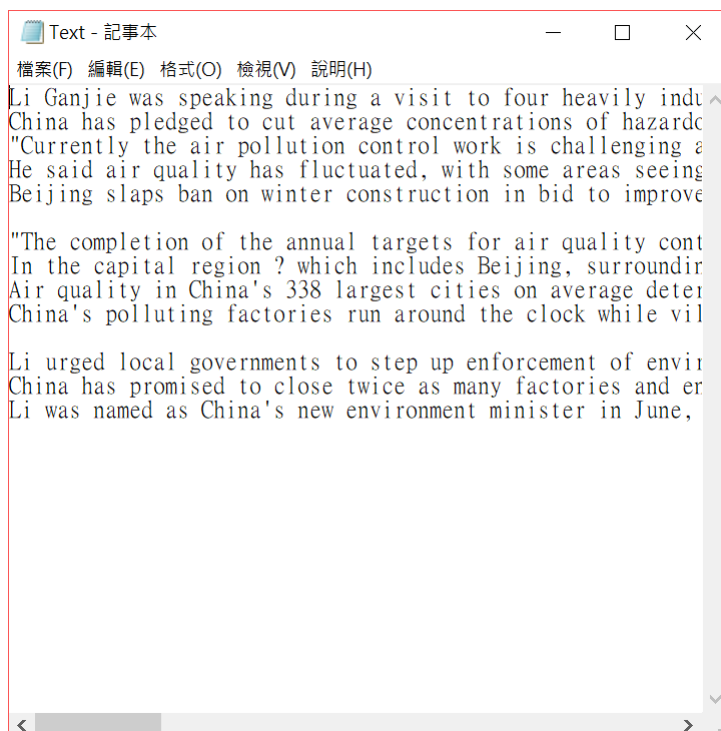 Text - 記事本
檔案(F) 編輯(E) 格式(O) 檢視(V) 說明(H)
Li Ganjie was speaking during a visit to four heavily indu
China has pledged to cut average concentrations of hazardo
"Currently the air pollution control work is challenging a
He said air quality has fluctuated, with some areas seeing
Beijing slaps ban on winter construction in bid to improve
"The completion of the annual targets for air quality cont
In the capital region ? which includes Beijing, surroundin
Air quality in China's 338 largest cities on average deter
China's polluting factories run around the clock while vil
Li urged local governments to step up enforcement of envir
China has promised to close twice as many factories and en
Li was named as China's new environment minister in June,